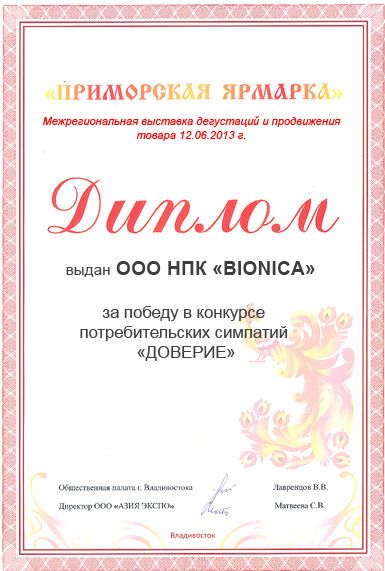 «ПРИМОРСКАЯ ЯРМАРКА»
Межрегиональная выставка дегустаций и продвижения
товара 12.06.2013 г.
Диплом
выдан ООО НПК «BIONICA»
за победу в конкурсе
потребительских симпатий
«ДОВЕРИЕ»
Общественная палата г. Владивостока Лавренцов В.В.
Директор ООО «АЗИЯ ЭКСПО» Матвеева С.В.
Владивосток